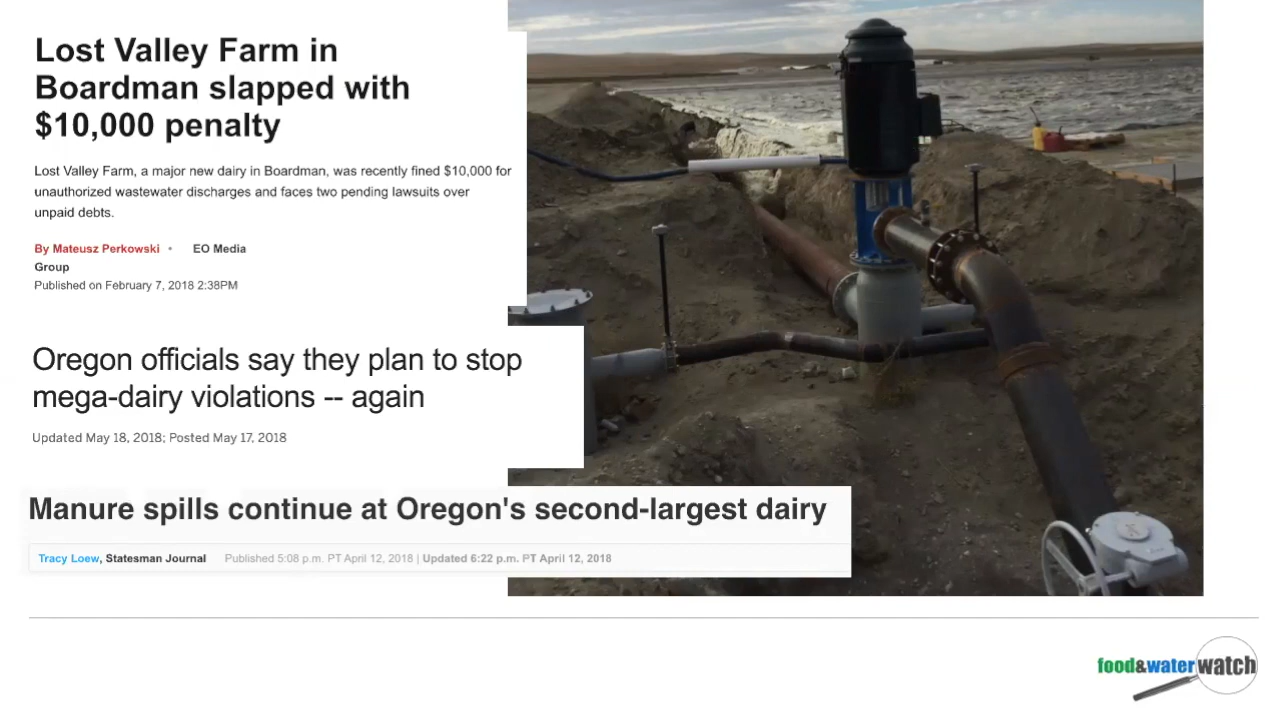 Lost Valley Farm in
Boardman slapped with
$10,000 penalty
Lost Valley Farm, a major new dairy in Boardman, was recently fined $10,000 for
unauthorized wastewater discharges and faces two pending lawsuits over
unpaid debts.
By Mateusz Perkowski • EO Media
Group
Published on February 7, 2018 2:38PM
Oregon officials say they plan to stop
mega-dairy violations -- again
Updated May 18, 2018; Posted May 17, 2018
Manure spills continue at Oregon's second-largest dairy
Tracy Loew, Statesman Journal Published 5:08 p.m. PT April 12, 2018 | Updated 6:22 p.m. PT April 12, 2018
food&waterwatch